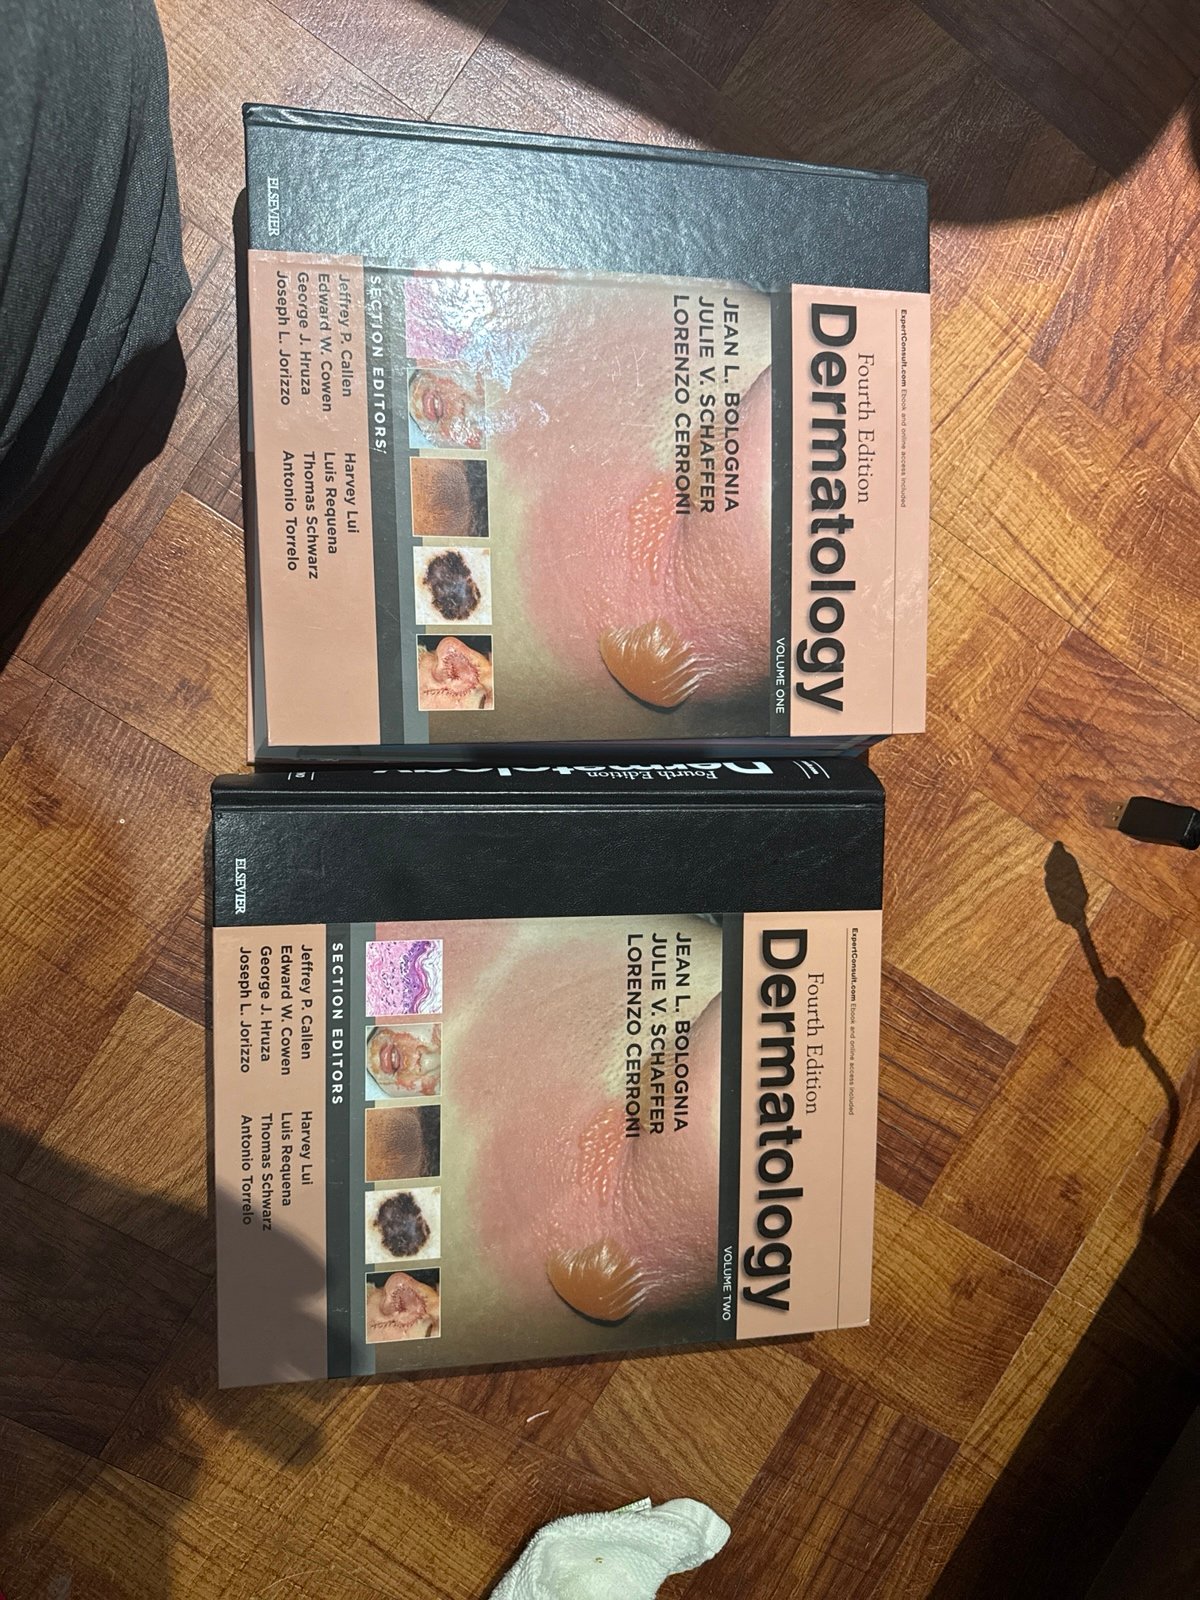 ExpertConsult.com Ebook and online access included
Fourth Edition
Dermatology
VOLUME ONE
JEAN L. BOLOGNIA
JULIE V. SCHAFFER
LORENZO CERRONI
SECTION EDITORS
Jeffrey P. Callen
Edward W. Cowen
George J. Hruza
Joseph L. Jorizzo
Harvey Lui
Luis Requena
Thomas Schwarz
Antonio Torrelo
ELSEVIER
Fourth Edition
Dermatology
ExpertConsult.com Ebook and online access included
Fourth Edition
Dermatology
VOLUME TWO
JEAN L. BOLOGNIA
JULIE V. SCHAFFER
LORENZO CERRONI
SECTION EDITORS
Jeffrey P. Callen
Edward W. Cowen
George J. Hruza
Joseph L. Jorizzo
Harvey Lui
Luis Requena
Thomas Schwarz
Antonio Torrelo
ELSEVIER